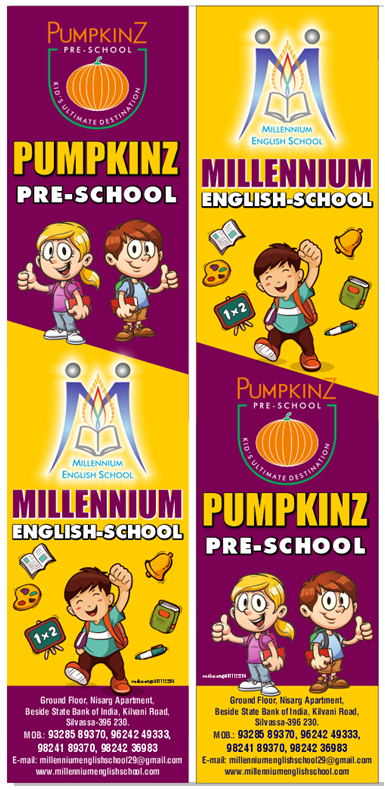 PUMPKINZ
PRE-SCHOOL
KID'S ULTIMATE DESTINATION
PUMPKINZ
PRE-SCHOOL
MILLENNIUM
ENGLISH SCHOOL
MILLENNIUM
ENGLISH-SCHOOL
1×2
Ground Floor, Nisarg Apartment,
Beside State Bank of India, Kilvani Road,
Silvassa-396 230.
MOB.: 93285 89370, 96242 49333,
98241 89370, 98242 36983
E-mail: millenniumenglishschool29@gmail.com
www.millenniumenglishschool.com
MILLENNIUM
ENGLISH SCHOOL
MILLENNIUM
ENGLISH-SCHOOL
1×2
PUMPKINZ
PRE-SCHOOL
KID'S ULTIMATE DESTINATION
PUMPKINZ
PRE-SCHOOL
Ground Floor, Nisarg Apartment,
Beside State Bank of India, Kilvani Road,
Silvassa-396 230.
MOB.: 93285 89370, 96242 49333,
98241 89370, 98242 36983
E-mail: millenniumenglishschool29@gmail.com
www.millenniumenglishschool.com